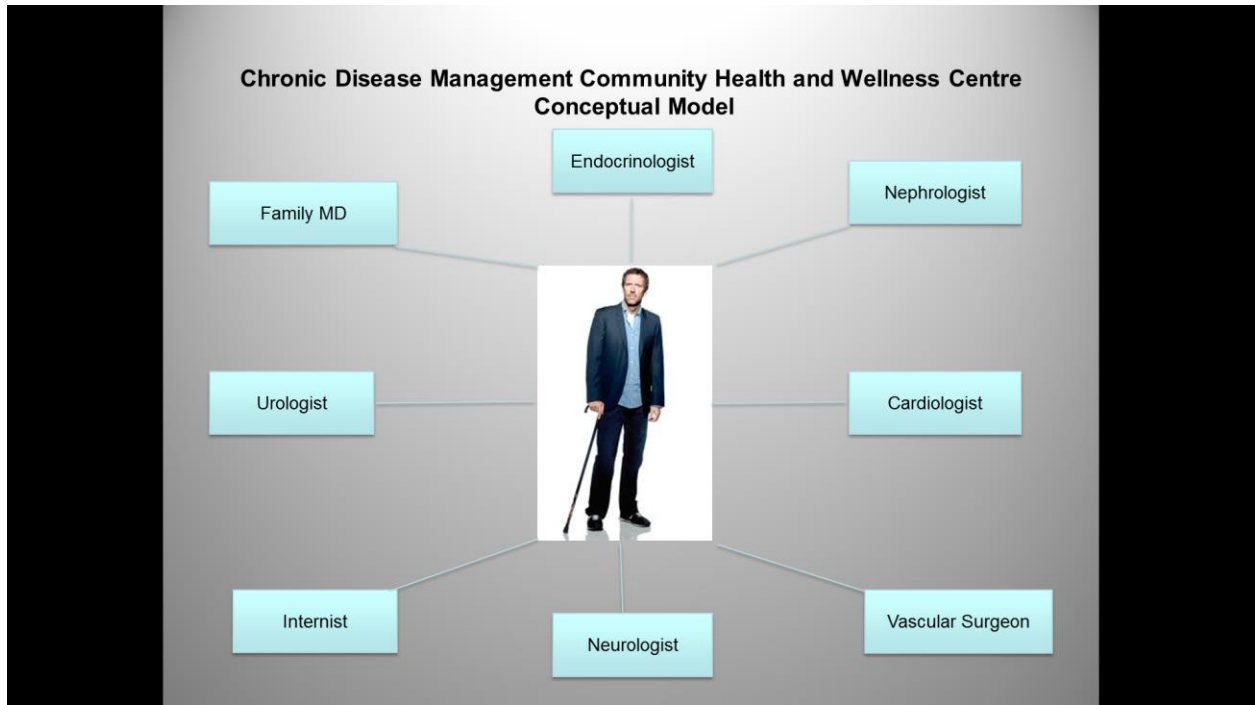 Chronic Disease Management Community Health and Wellness Centre
Conceptual Model
Endocrinologist
Nephrologist
Family MD
Urologist
Cardiologist
Internist
Neurologist
Vascular Surgeon